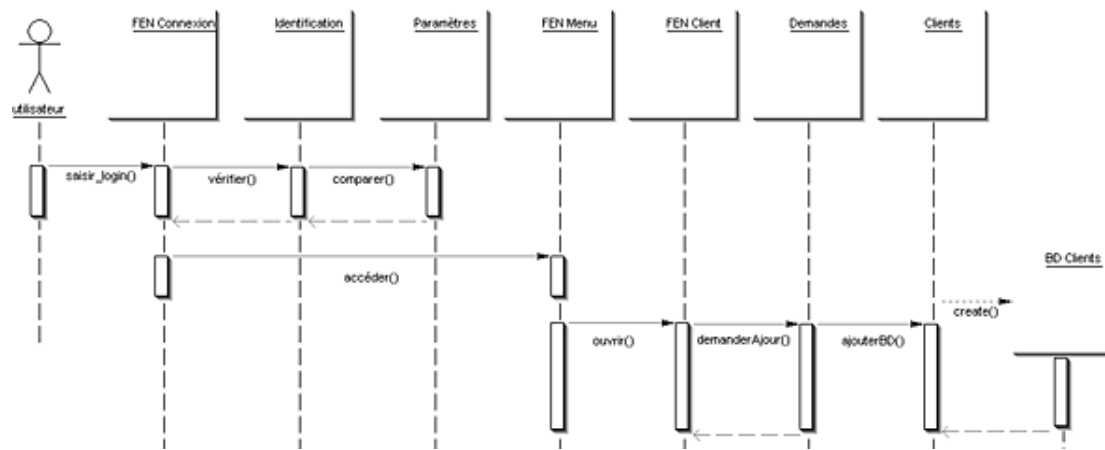 FEN Connexion
Identification
Paramètres
FEN Menu
FEN Client
Demandes
Clients
utilisateur
saisir_login()
vérifier()
comparer()
accéder()
BD Clients
create()
ouvrir()
demanderAjour()
ajouterBD()